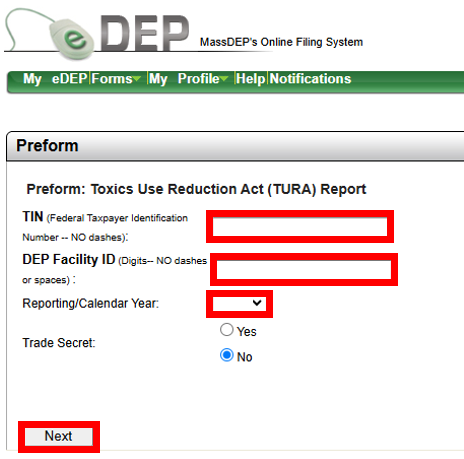 eDEP MassDEP's Online Filing System
My eDEP Forms My Profile Help Notifications
Preform
Preform: Toxics Use Reduction Act (TURA) Report
TIN (Federal Taxpayer Identification
Number -- NO dashes):
DEP Facility ID (Digits-- NO dashes
or spaces) :
Reporting/Calendar Year:
Yes
Trade Secret:
No
Next